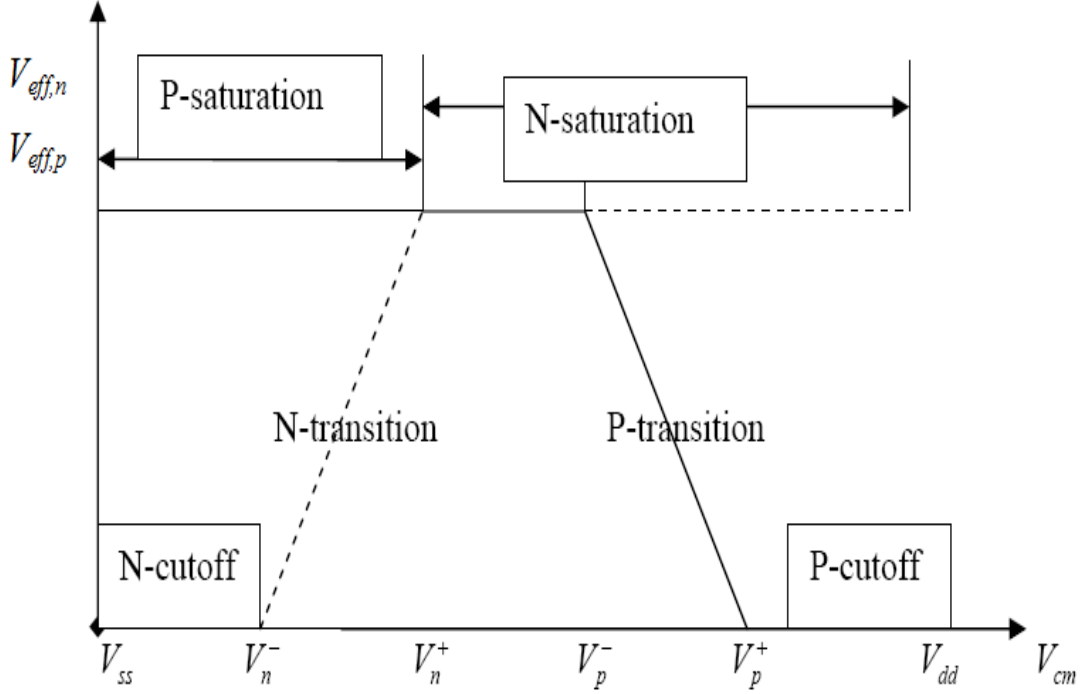 V_eff,n
P-saturation
N-saturation
V_eff,p
N-transition
P-transition
N-cutoff
P-cutoff
V_ss V_n^- V_n^+ V_p^- V_p^+ V_dd V_cm